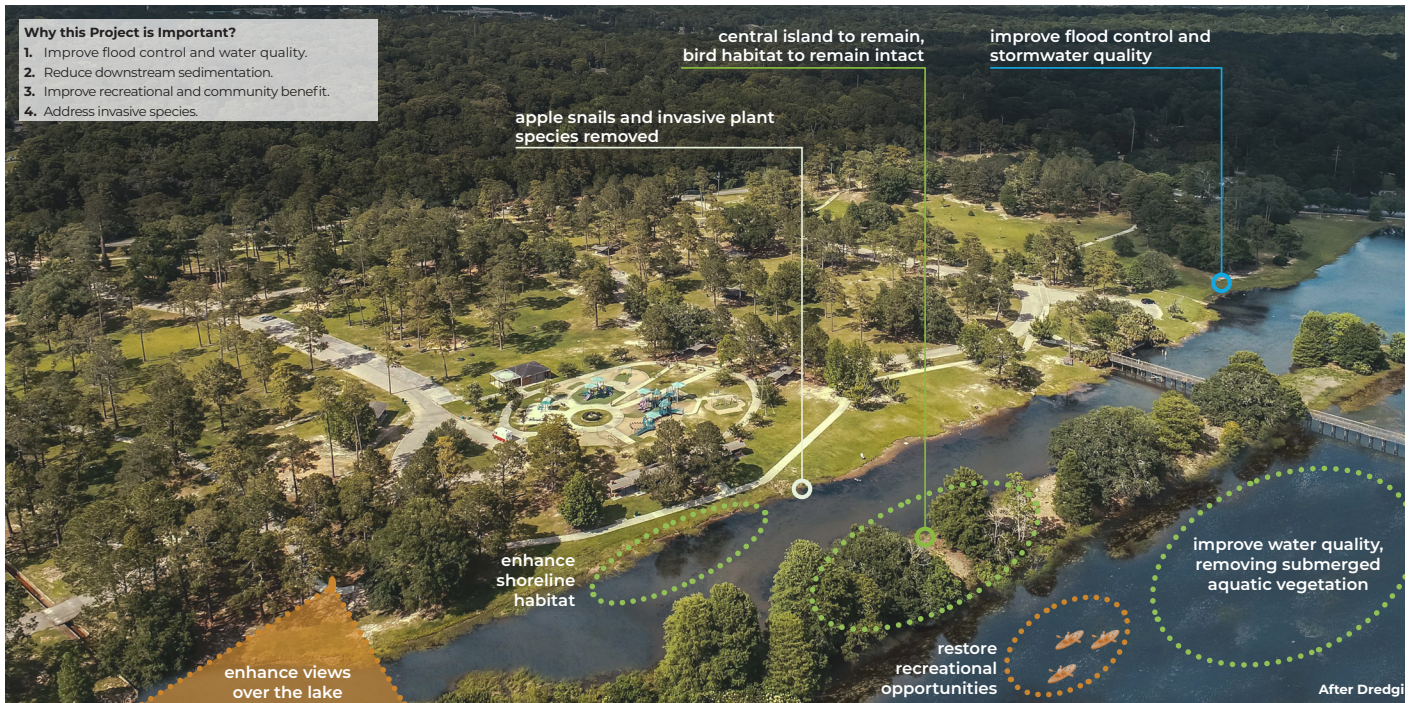 Why this Project is Important?
1. Improve flood control and water quality.
2. Reduce downstream sedimentation.
3. Improve recreational and community benefit.
4. Address invasive species.
central island to remain,
bird habitat to remain intact
improve flood control and
stormwater quality
apple snails and invasive plant
species removed
enhance
shoreline
habitat
improve water quality,
removing submerged
aquatic vegetation
restore
recreational
opportunities
enhance views
over the lake
After Dredgi